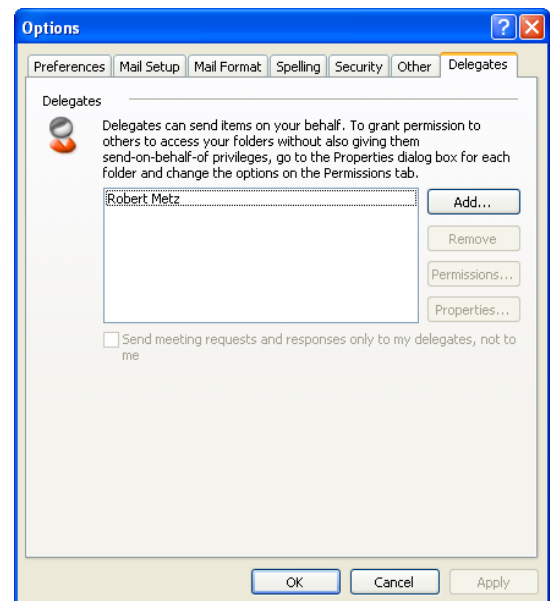 Options
Preferences Mail Setup Mail Format Spelling Security Other Delegates
Delegates
Delegates can send items on your behalf. To grant permission to
others to access your folders without also giving them
send-on-behalf-of privileges, go to the Properties dialog box for each
folder and change the options on the Permissions tab.
Robert Metz
Add...
Remove
Permissions...
Properties...
Send meeting requests and responses only to my delegates, not to
me
OK Cancel Apply